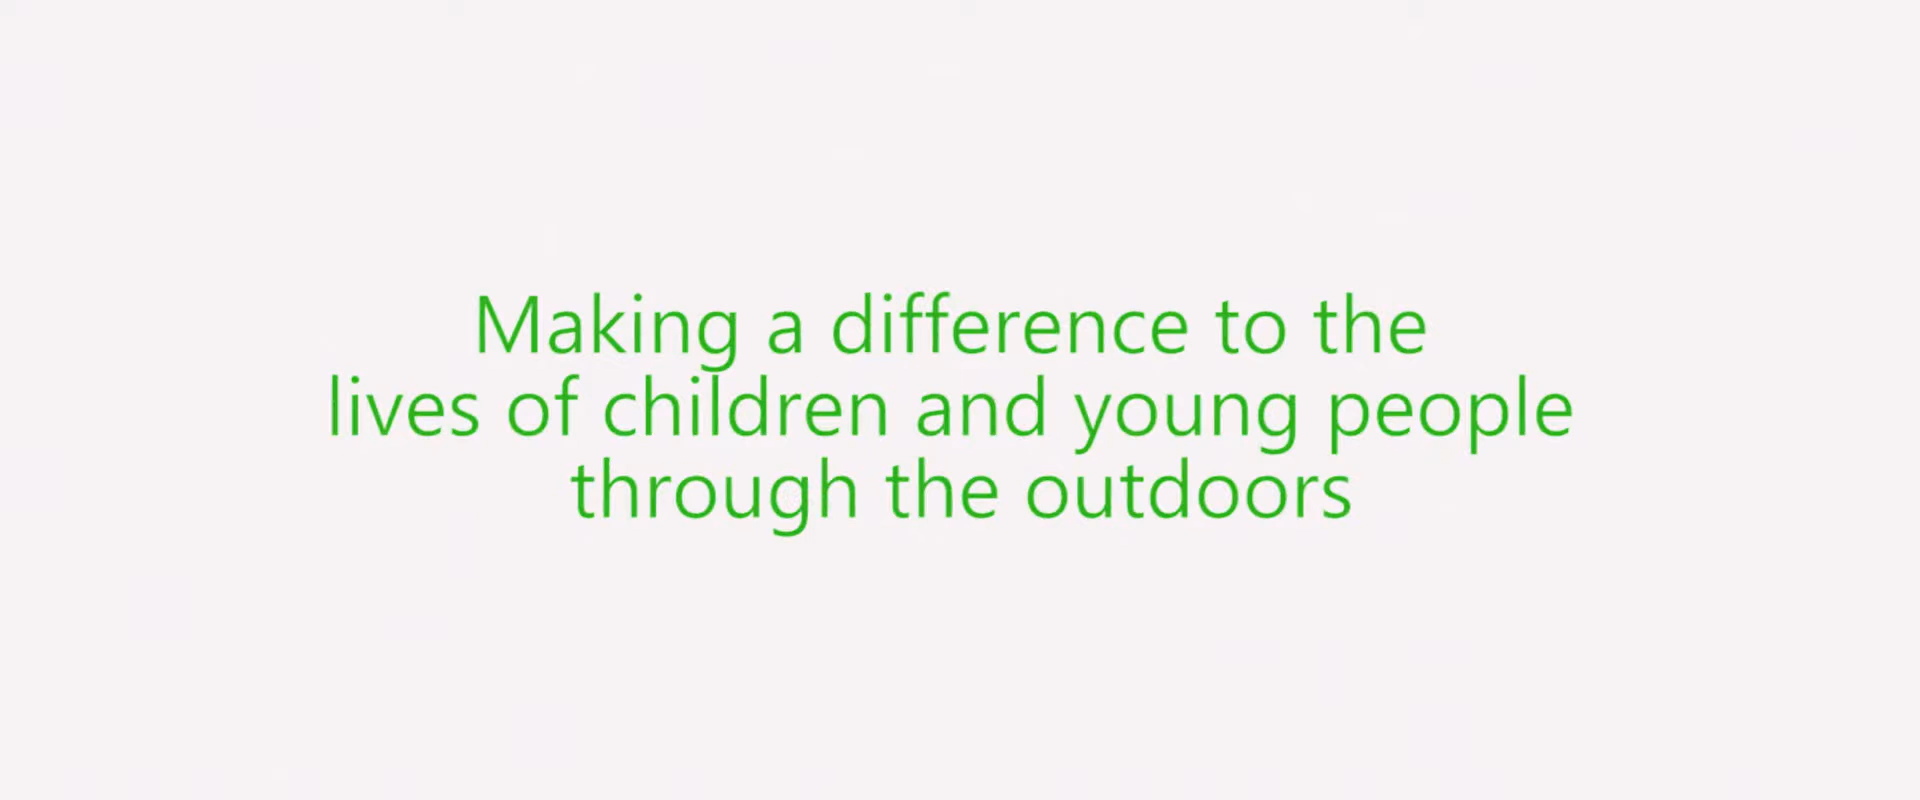 Making a difference to the
lives of children and young people
through the outdoors